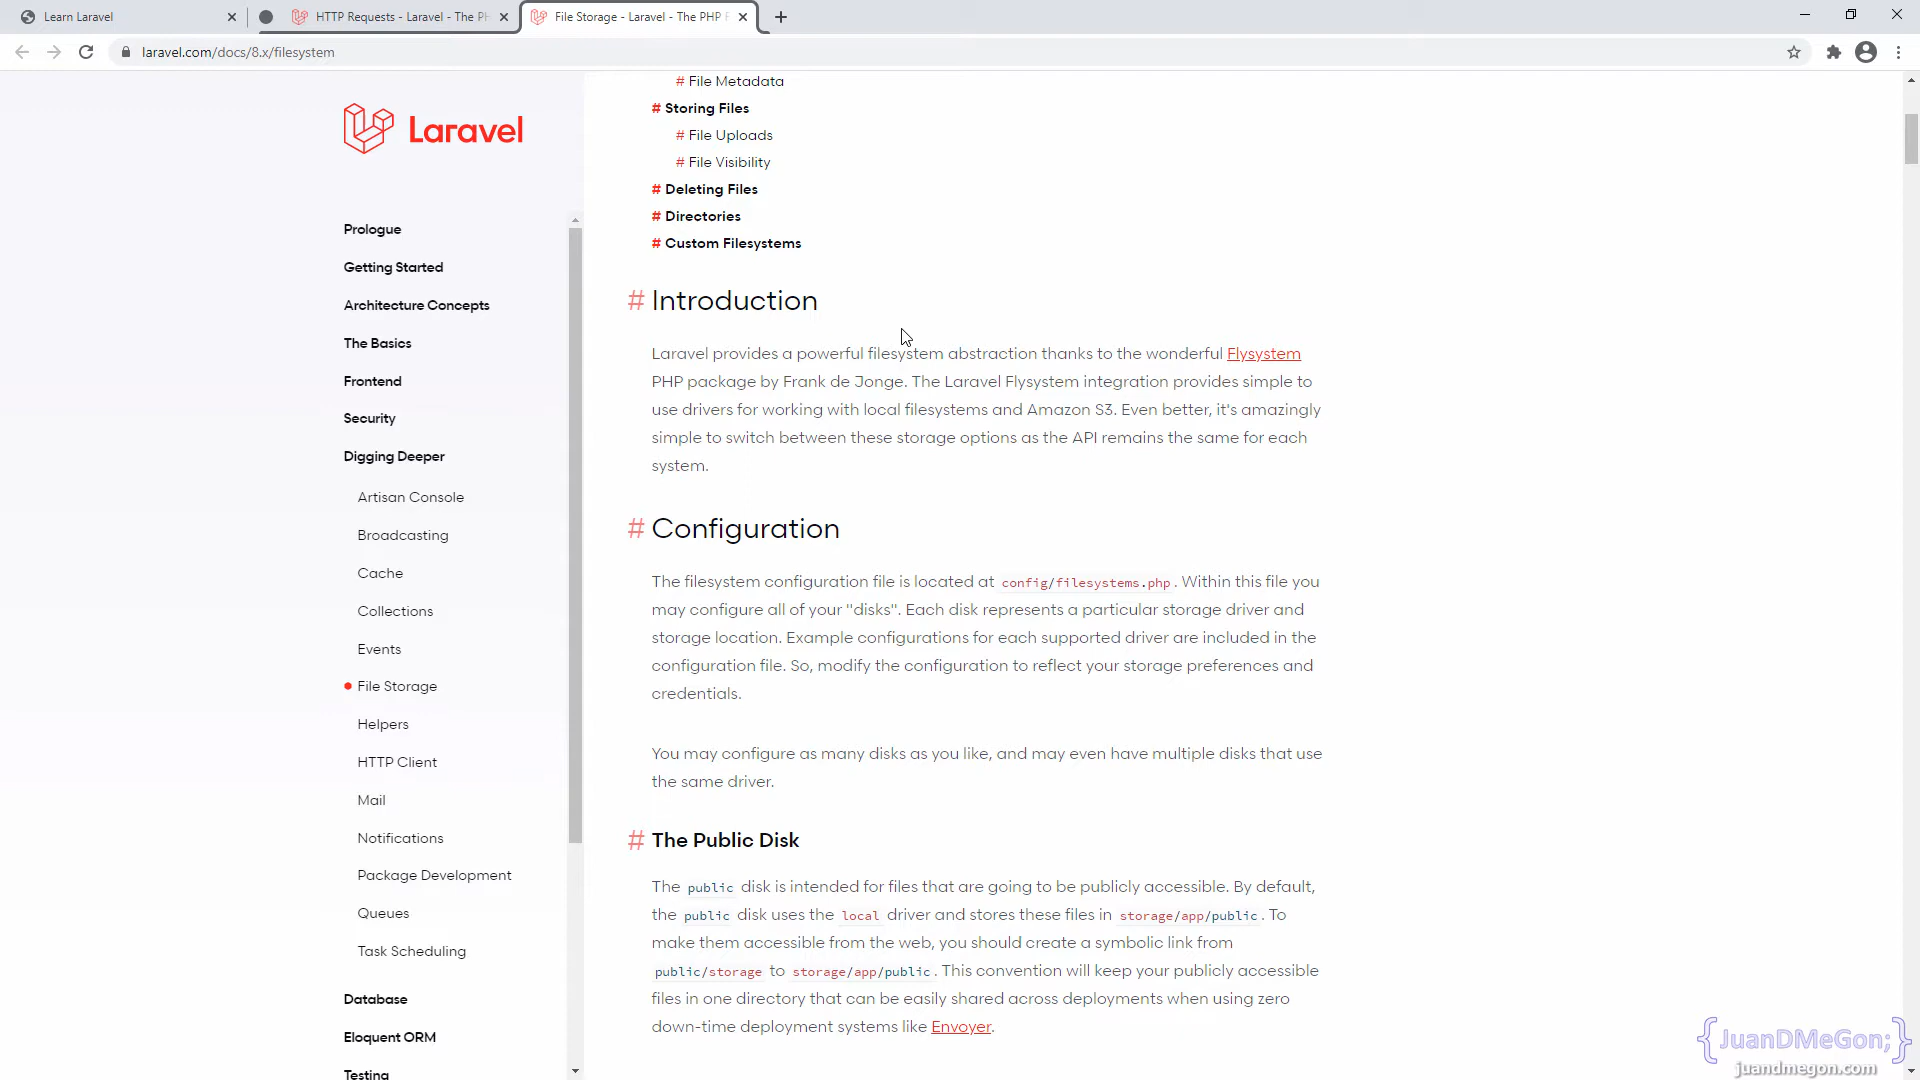 Learn Laravel
HTTP Requests - Laravel - The PH
File Storage - Laravel - The PHP F
laravel.com/docs/8.x/filesystem
Laravel
Prologue
Getting Started
Architecture Concepts
The Basics
Frontend
Security
Digging Deeper
Artisan Console
Broadcasting
Cache
Collections
Events
File Storage
Helpers
HTTP Client
Mail
Notifications
Package Development
Queues
Task Scheduling
Database
Eloquent ORM
Testing
# File Metadata
# Storing Files
# File Uploads
# File Visibility
# Deleting Files
# Directories
# Custom Filesystems
# Introduction
Laravel provides a powerful filesystem abstraction thanks to the wonderful Flysystem
PHP package by Frank de Jonge. The Laravel Flysystem integration provides simple to
use drivers for working with local filesystems and Amazon S3. Even better, it's amazingly
simple to switch between these storage options as the API remains the same for each
system.
# Configuration
The filesystem configuration file is located at config/filesystems.php. Within this file you
may configure all of your "disks". Each disk represents a particular storage driver and
storage location. Example configurations for each supported driver are included in the
configuration file. So, modify the configuration to reflect your storage preferences and
credentials.
You may configure as many disks as you like, and may even have multiple disks that use
the same driver.
# The Public Disk
The public disk is intended for files that are going to be publicly accessible. By default,
the public disk uses the local driver and stores these files in storage/app/public. To
make them accessible from the web, you should create a symbolic link from
public/storage to storage/app/public. This convention will keep your publicly accessible
files in one directory that can be easily shared across deployments when using zero
down-time deployment systems like Envoyer.
{JuanDMeGon;}
juandmegon.com